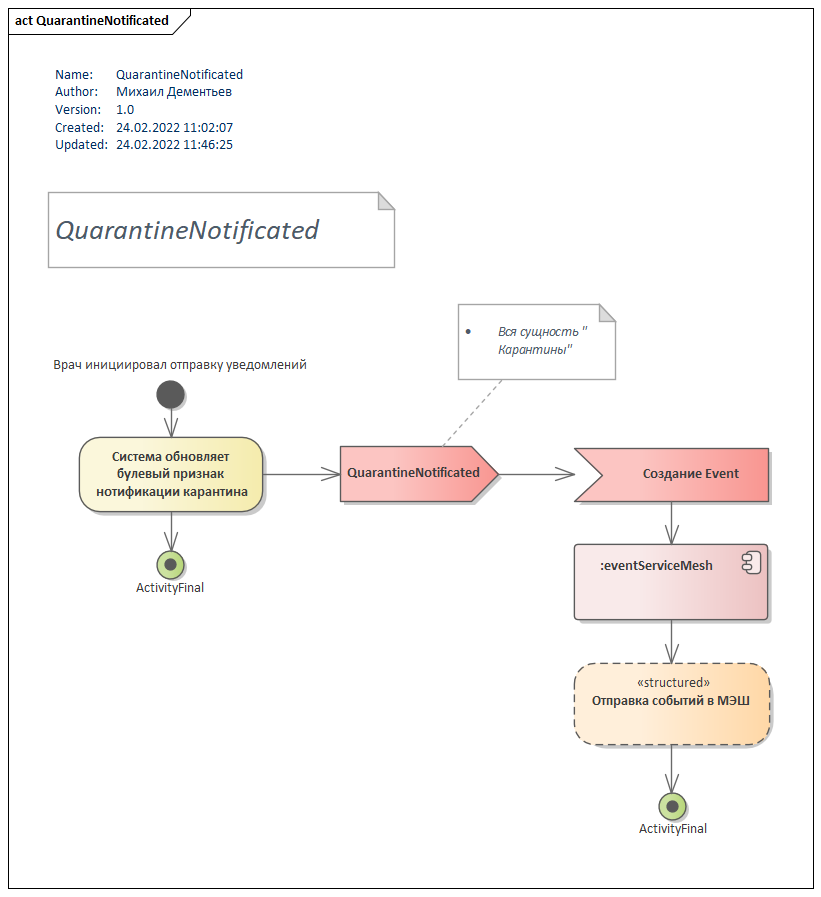 act QuarantineNotificated
Name: QuarantineNotificated
Author: Михаил Дементьев
Version: 1.0
Created: 24.02.2022 11:02:07
Updated: 24.02.2022 11:46:25
QuarantineNotificated
• Вся сущность "
Карантины"
Врач инициировал отправку уведомлений
Система обновляет
булевый признак
нотификации карантина
QuarantineNotificated
Создание Event
ActivityFinal
:eventServiceMesh
«structured»
Отправка событий в МЭШ
ActivityFinal